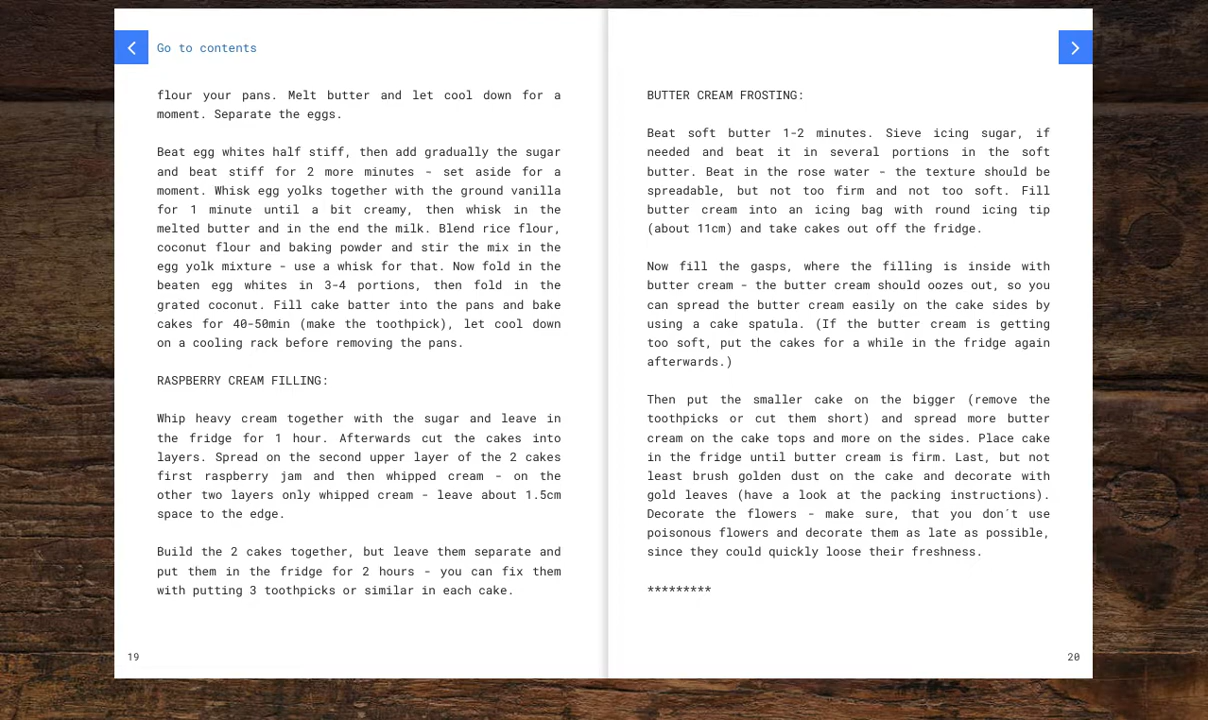 Go to contents
flour your pans. Melt butter and let cool down for a
moment. Separate the eggs.
Beat egg whites half stiff, then add gradually the sugar
and beat stiff for 2 more minutes - set aside for a
moment. Whisk egg yolks together with the ground vanilla
for 1 minute until a bit creamy, then whisk in the
melted butter and in the end the milk. Blend rice flour,
coconut flour and baking powder and stir the mix in the
egg yolk mixture - use a whisk for that. Now fold in the
beaten egg whites in 3-4 portions, then fold in the
grated coconut. Fill cake batter into the pans and bake
cakes for 40-50min (make the toothpick), let cool down
on a cooling rack before removing the pans.
RASPBERRY CREAM FILLING:
Whip heavy cream together with the sugar and leave in
the fridge for 1 hour. Afterwards cut the cakes into
layers. Spread on the second upper layer of the 2 cakes
first raspberry jam and then whipped cream - on the
other two layers only whipped cream - leave about 1.5cm
space to the edge.
Build the 2 cakes together, but leave them separate and
put them in the fridge for 2 hours - you can fix them
with putting 3 toothpicks or similar in each cake.
19
BUTTER CREAM FROSTING:
Beat soft butter 1-2 minutes. Sieve icing sugar, if
needed and beat it in several portions in the soft
butter. Beat in the rose water - the texture should be
spreadable, but not too firm and not too soft. Fill
butter cream into an icing bag with round icing tip
(about 11cm) and take cakes out off the fridge.
Now fill the gasps, where the filling is inside with
butter cream - the butter cream should oozes out, so you
can spread the butter cream easily on the cake sides by
using a cake spatula. (If the butter cream is getting
too soft, put the cakes for a while in the fridge again
afterwards.)
Then put the smaller cake on the bigger (remove the
toothpicks or cut them short) and spread more butter
cream on the cake tops and more on the sides. Place cake
in the fridge until butter cream is firm. Last, but not
least brush golden dust on the cake and decorate with
gold leaves (have a look at the packing instructions).
Decorate the flowers - make sure, that you don´t use
poisonous flowers and decorate them as late as possible,
since they could quickly loose their freshness.
*********
20